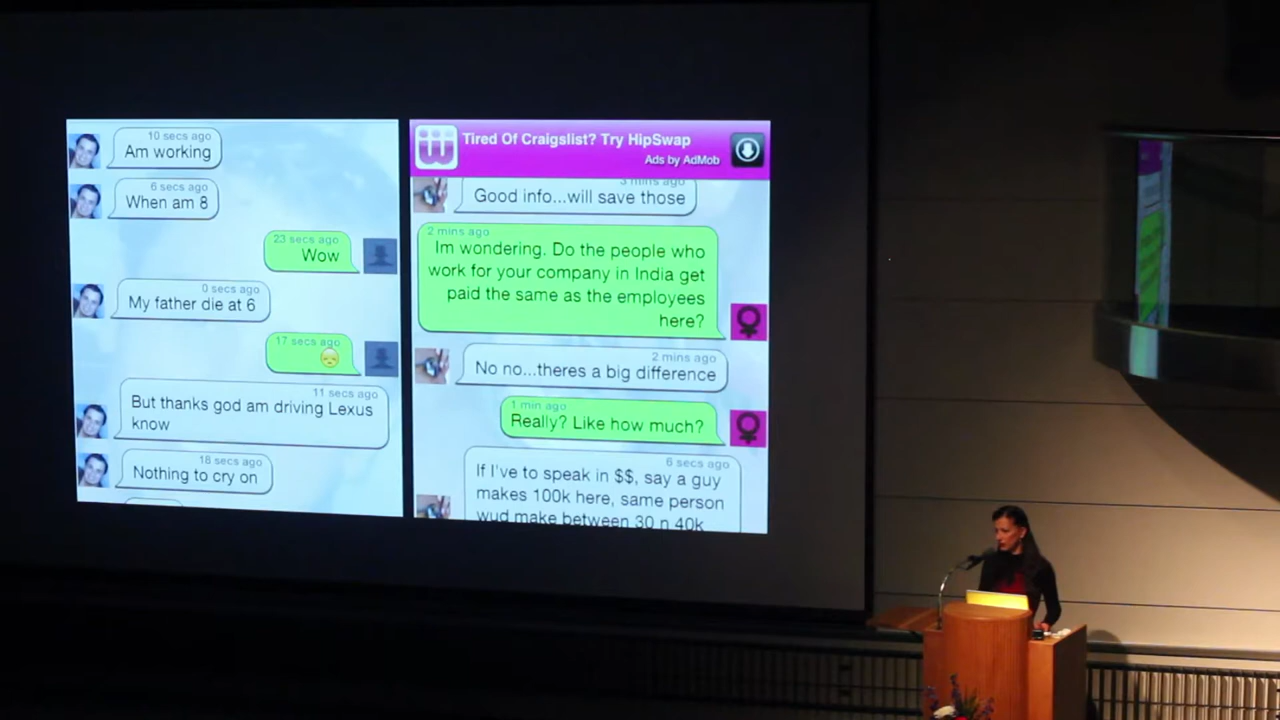 10 secs ago
Am working
6 secs ago
When am 8
23 secs ago
Wow
0 secs ago
My father die at 6
17 secs ago
11 secs ago
But thanks god am driving Lexus
know
18 secs ago
Nothing to cry on
Tired Of Craigslist? Try HipSwap
Ads by AdMob
3 mins ago
Good info...will save those
2 mins ago
Im wondering. Do the people who
work for your company in India get
paid the same as the employees
here?
2 mins ago
No no...theres a big difference
1 min ago
Really? Like how much?
6 secs ago
If I've to speak in $$, say a guy
makes 100k here, same person
wud make between 30 n 40k